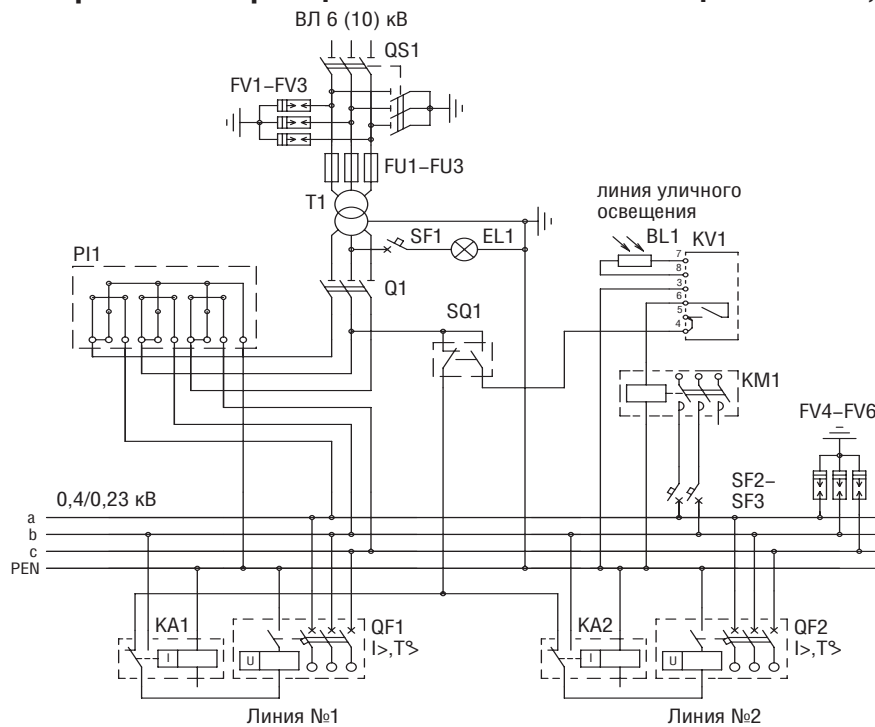 ВЛ 6 (10) кВ
QS1
FV1–FV3
FU1–FU3
T1
линия уличного
освещения
SF1
EL1
BL1
KV1
PI1
7
8
3
6
5
4
Q1
SQ1
KM1
FV4–FV6
SF2–
SF3
0,4/0,23 кВ
a
b
c
PEN
KA1
QF1
I>,T>
I
U
KA2
QF2
I>,T>
I
U
Линия №1
Линия №2